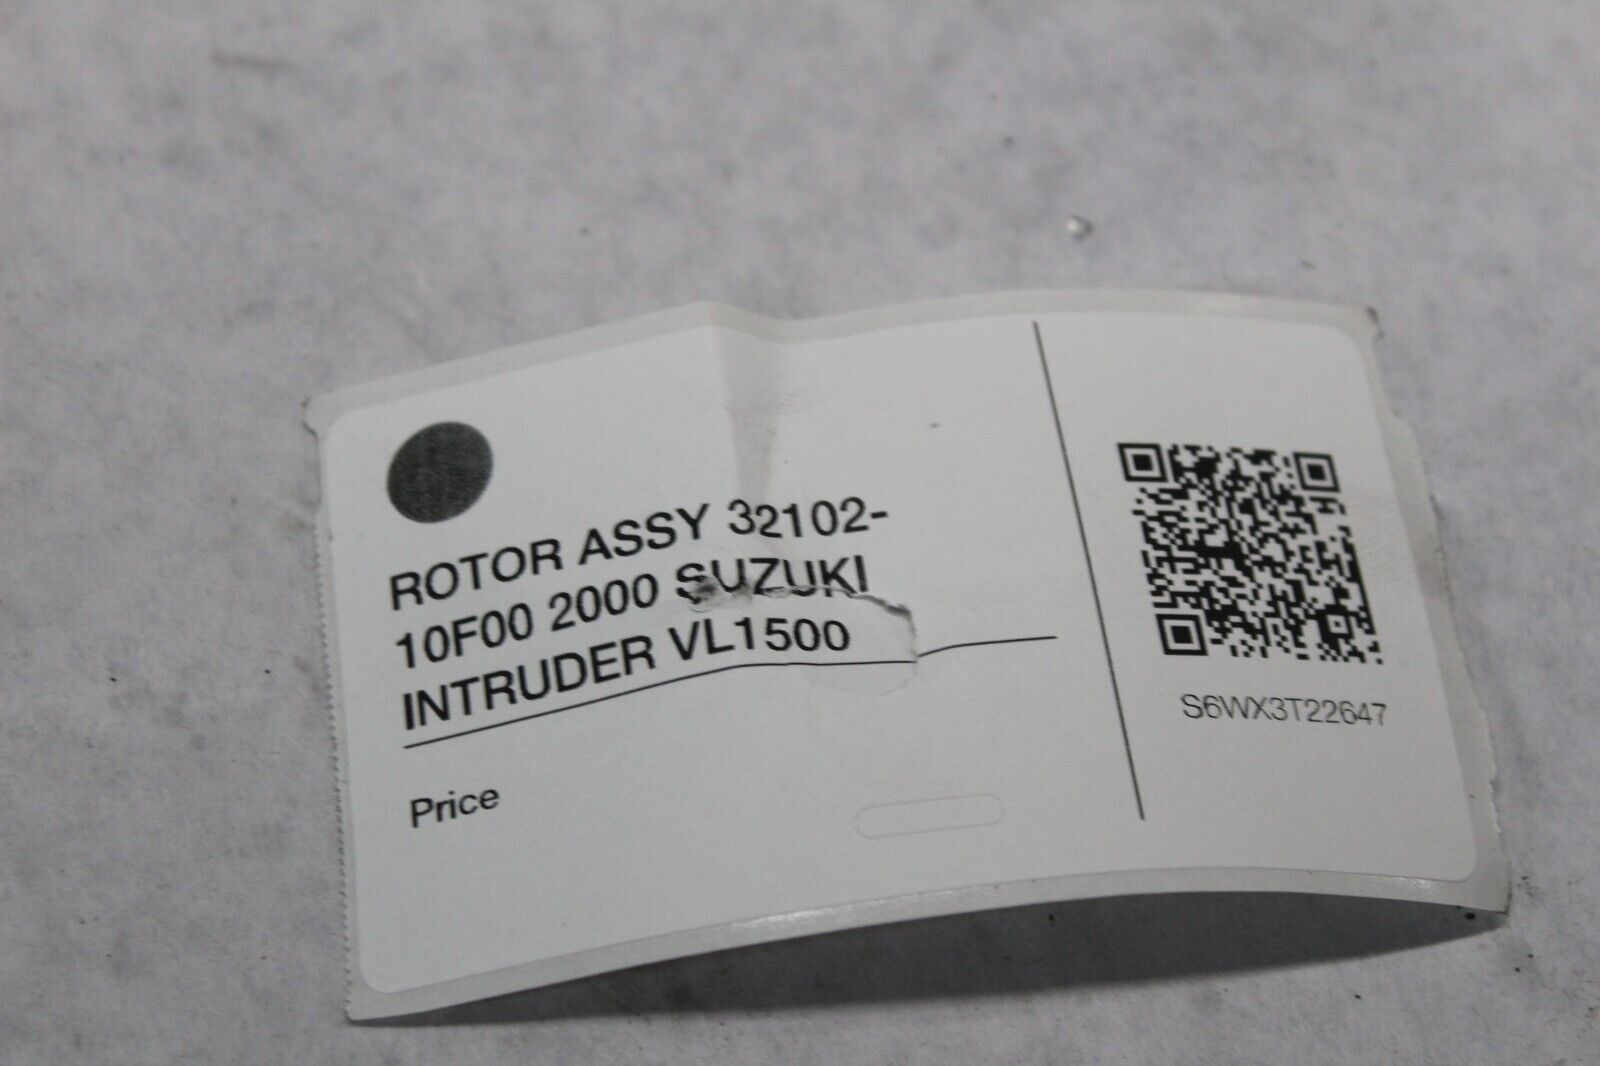 ROTOR ASSY 32102-
10F00 2000 SUZUKI
INTRUDER VL1500
Price
S6WX3T22647